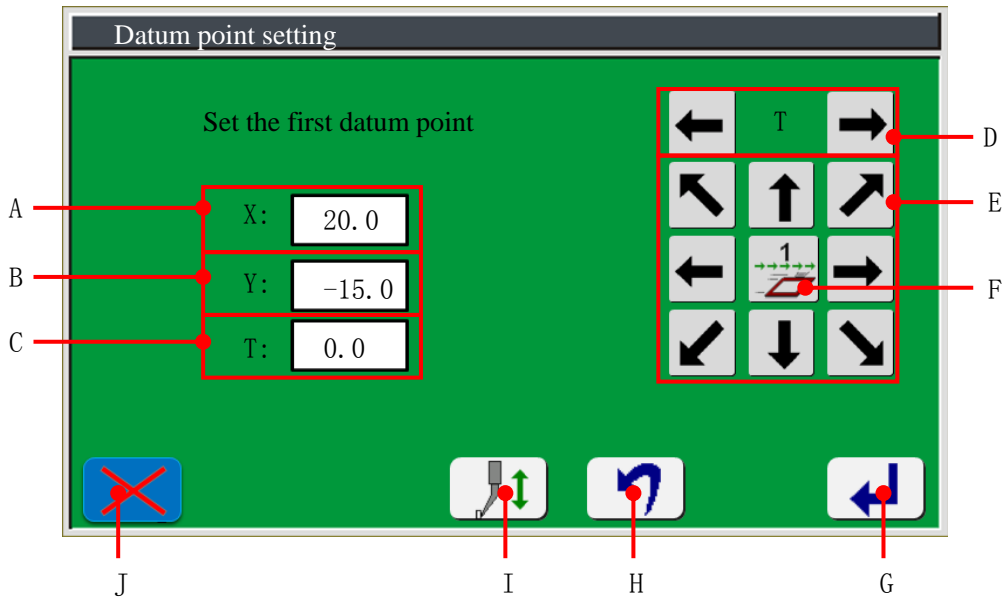 Datum point setting
Set the first datum point
T
D
A
X:
20.0
E
B
Y:
-15.0
1
F
C
T:
0.0
J
I
H
G